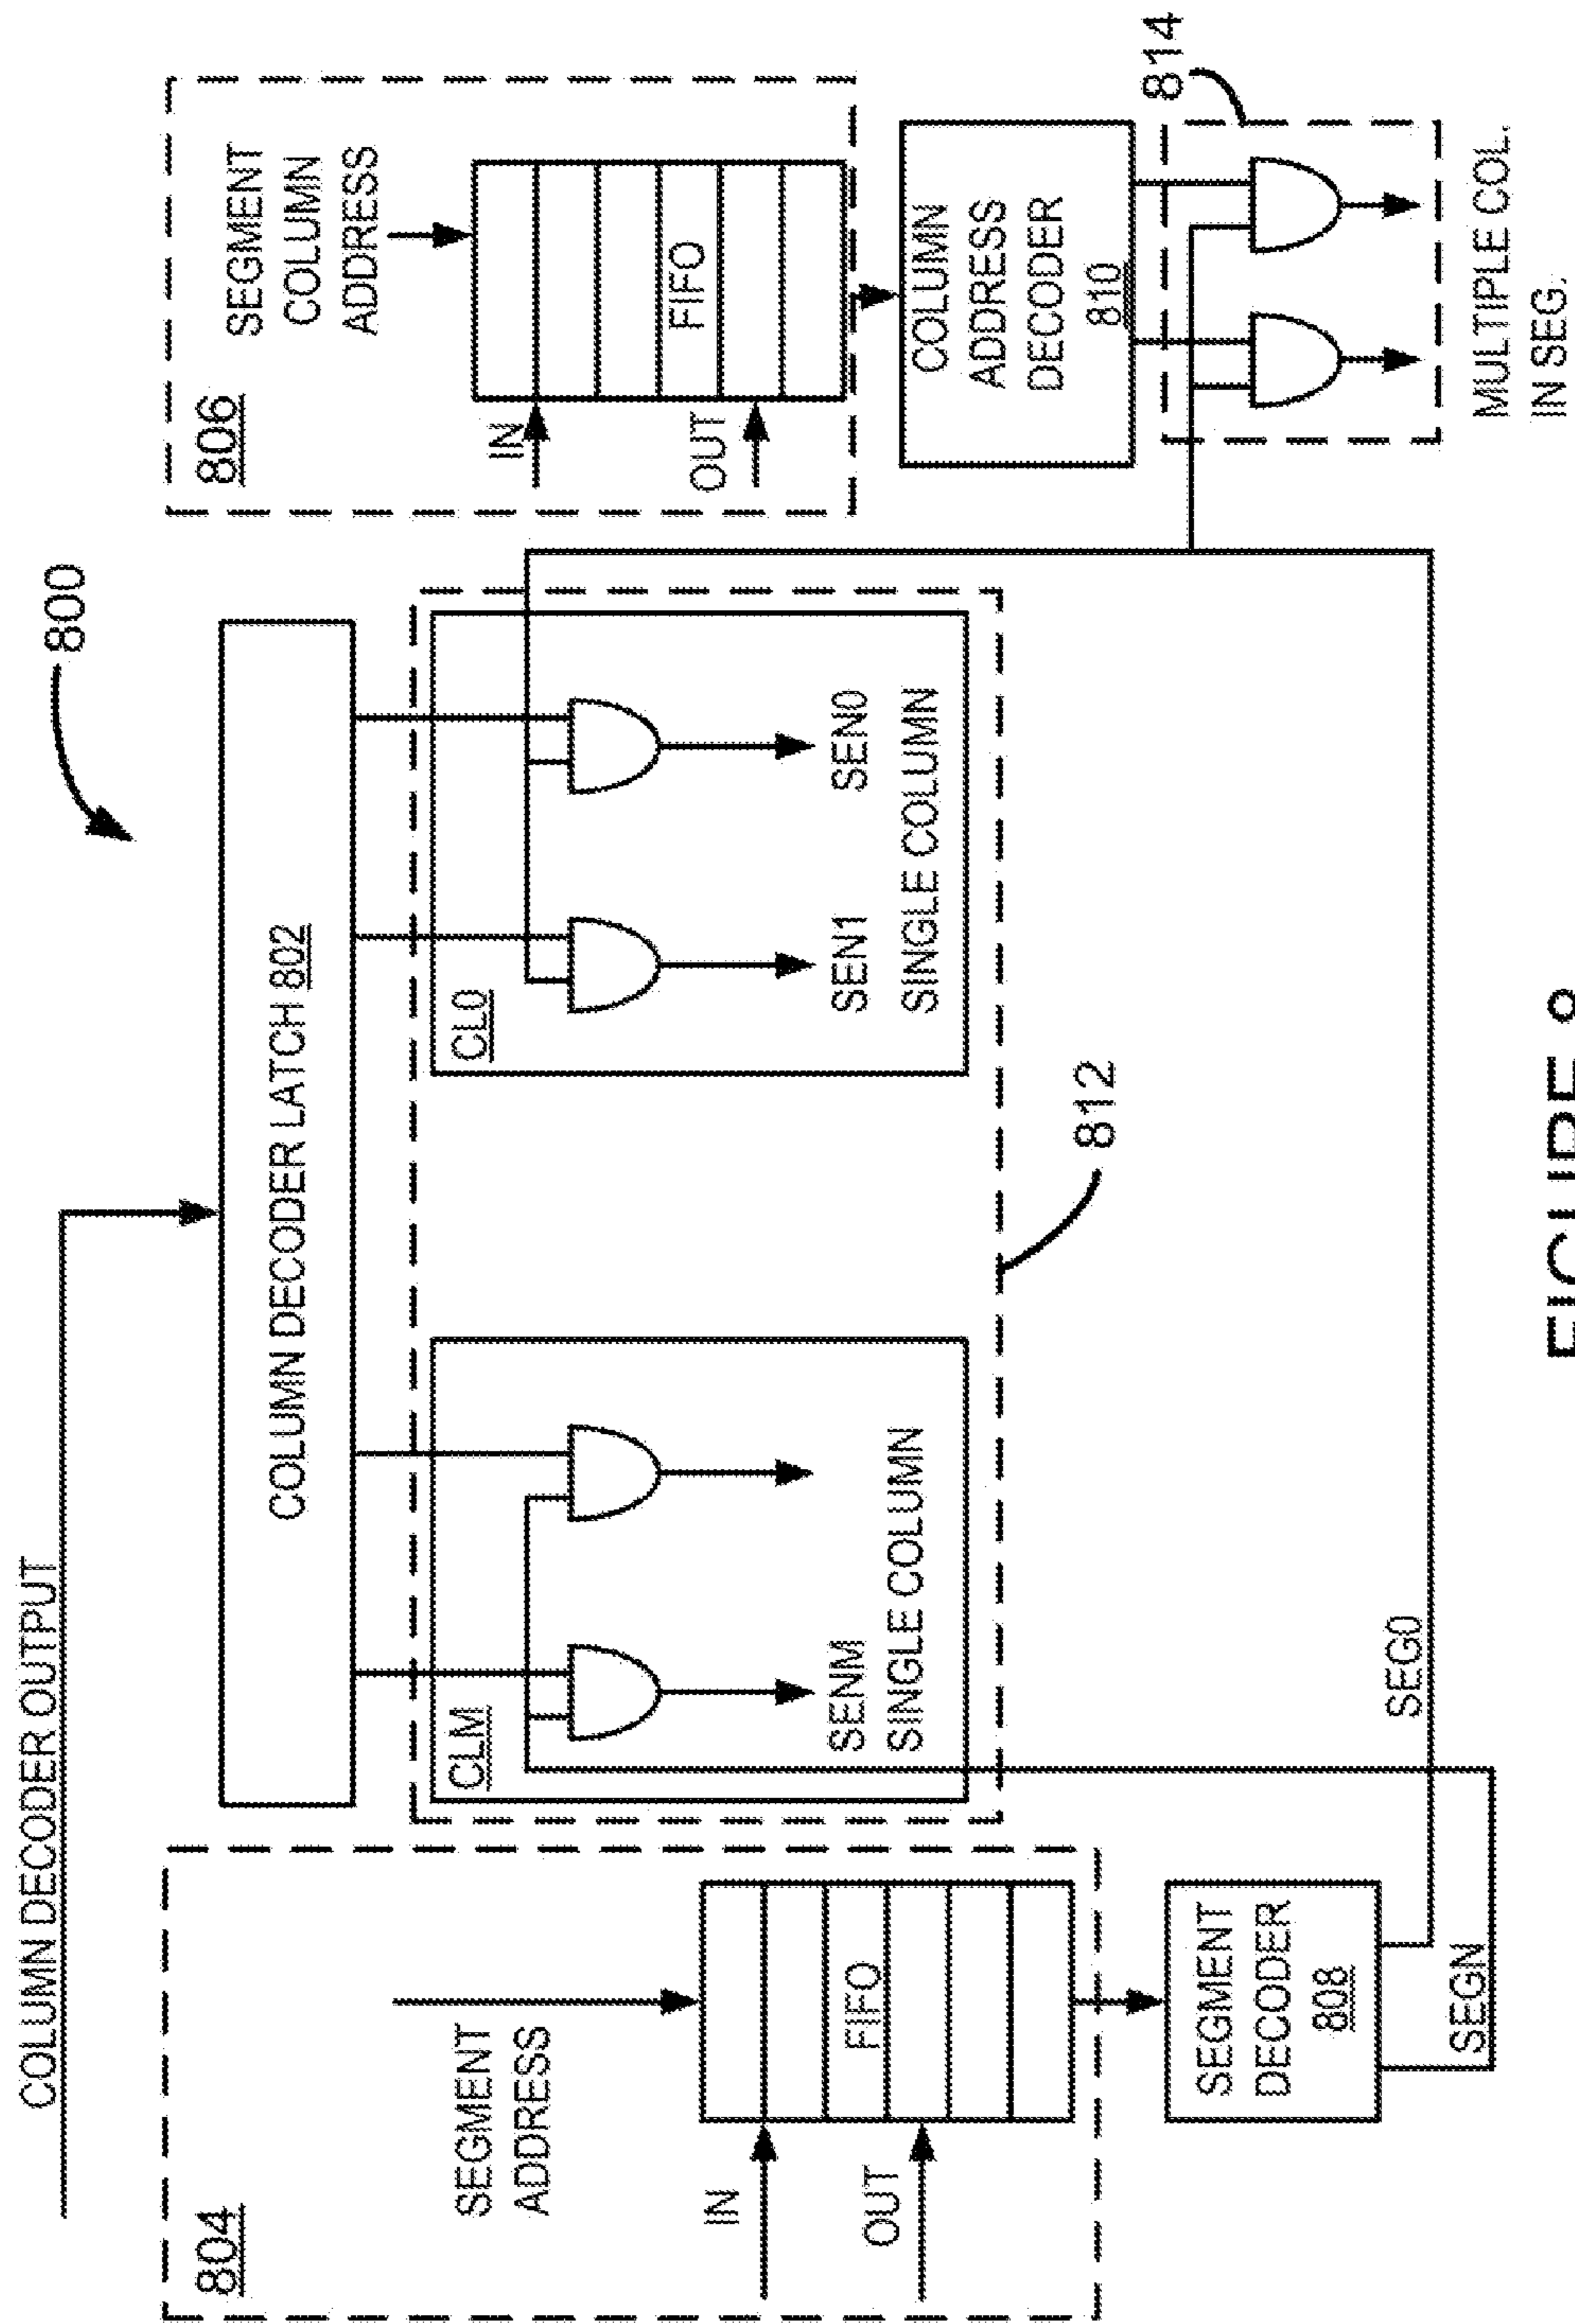 COLUMN DECODER OUTPUT
800
COLUMN DECODER LATCH 802
804
SEGMENT
ADDRESS
IN
OUT
FIFO
SEGMENT
DECODER
808
SEGN
SEG0
CLM
SENM
SINGLE COLUMN
CL0
SEN1
SEN0
SINGLE COLUMN
812
806
SEGMENT
COLUMN
ADDRESS
IN
OUT
FIFO
COLUMN
ADDRESS
DECODER
810
814
MULTIPLE COL.
IN SEG.
FIGURE 8